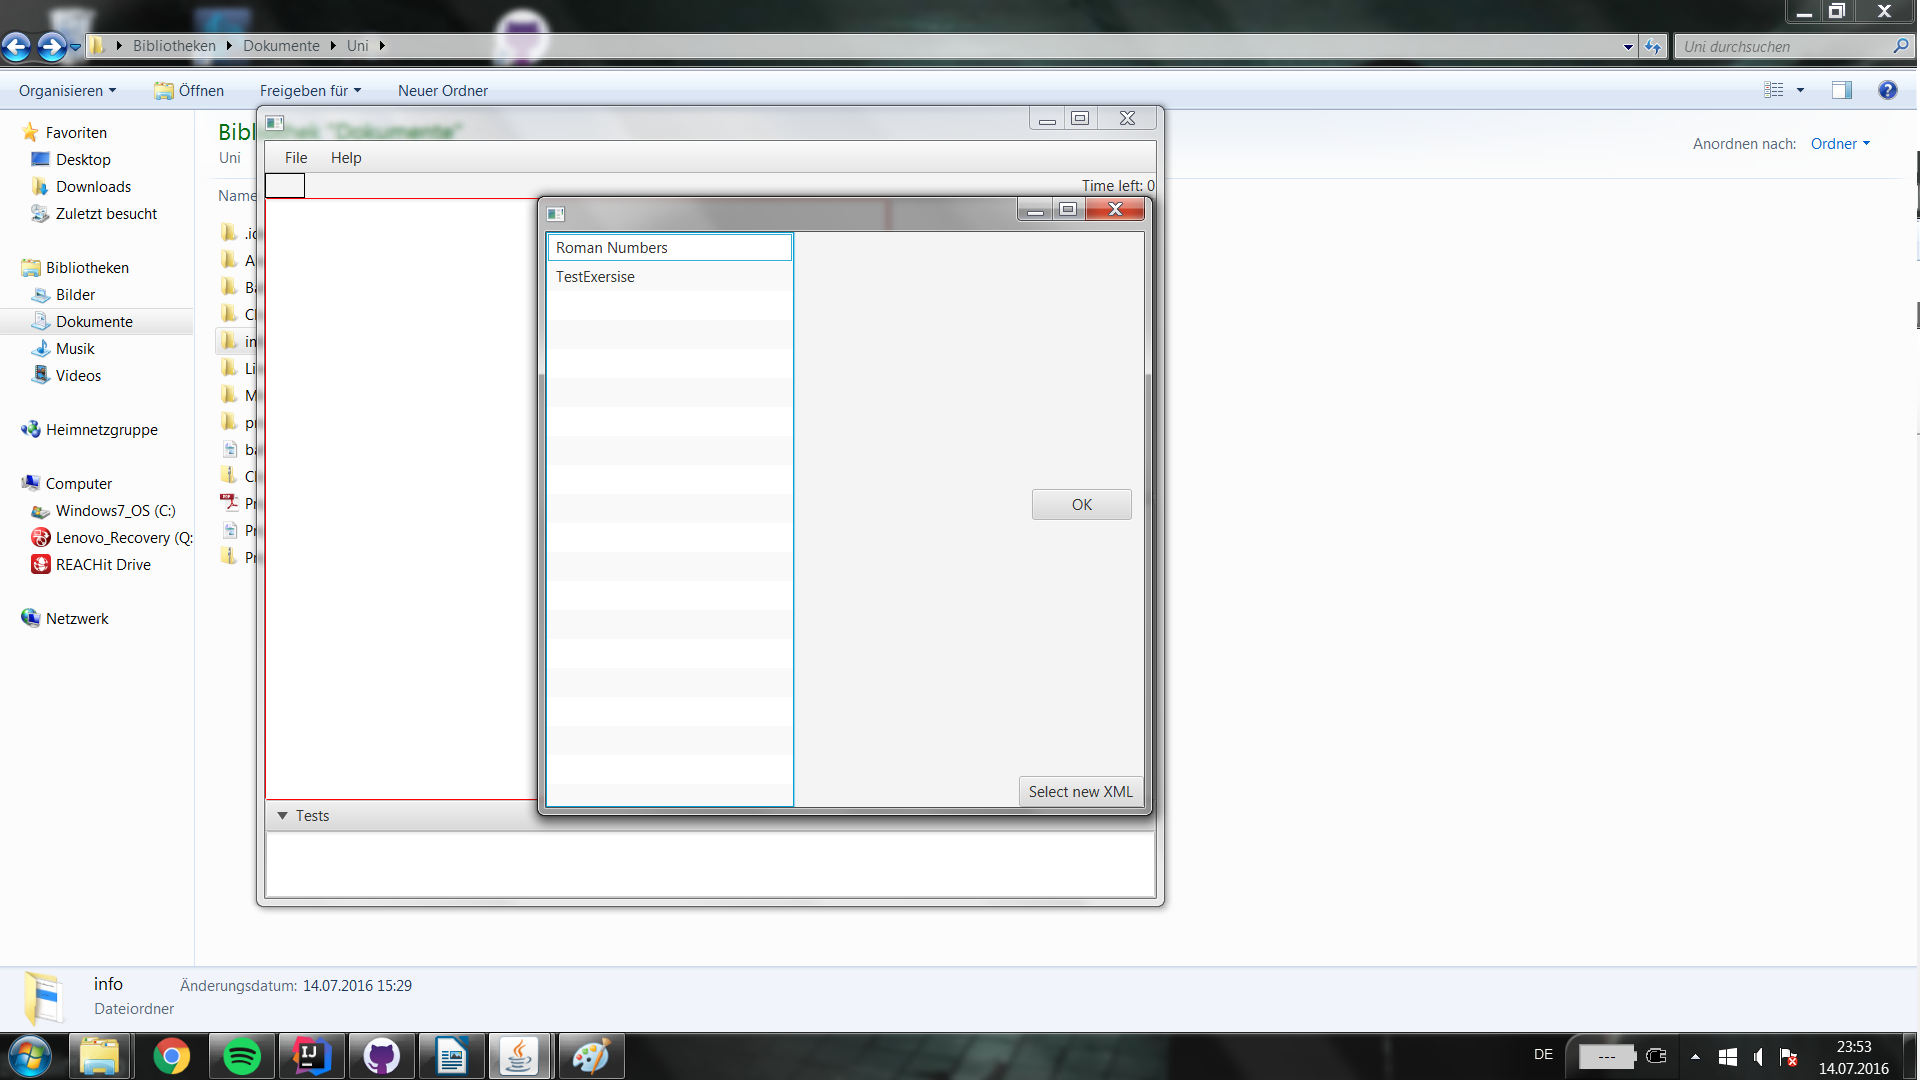 Bibliotheken Dokumente Uni
Uni durchsuchen
Organisieren Öffnen Freigeben für Neuer Ordner
Favoriten
Desktop
Downloads
Zuletzt besucht
Bibliotheken
Bilder
Dokumente
Musik
Videos
Heimnetzgruppe
Computer
Windows7_OS (C:)
Lenovo_Recovery (Q:
REACHit Drive
Netzwerk
Bibliothek "Dokumente"
Uni
Anordnen nach: Ordner
Name
File Help
Time left: 0
Roman Numbers
TestExersise
OK
Select new XML
Tests
info
Änderungsdatum: 14.07.2016 15:29
Dateiordner
DE
---
23:53
14.07.2016